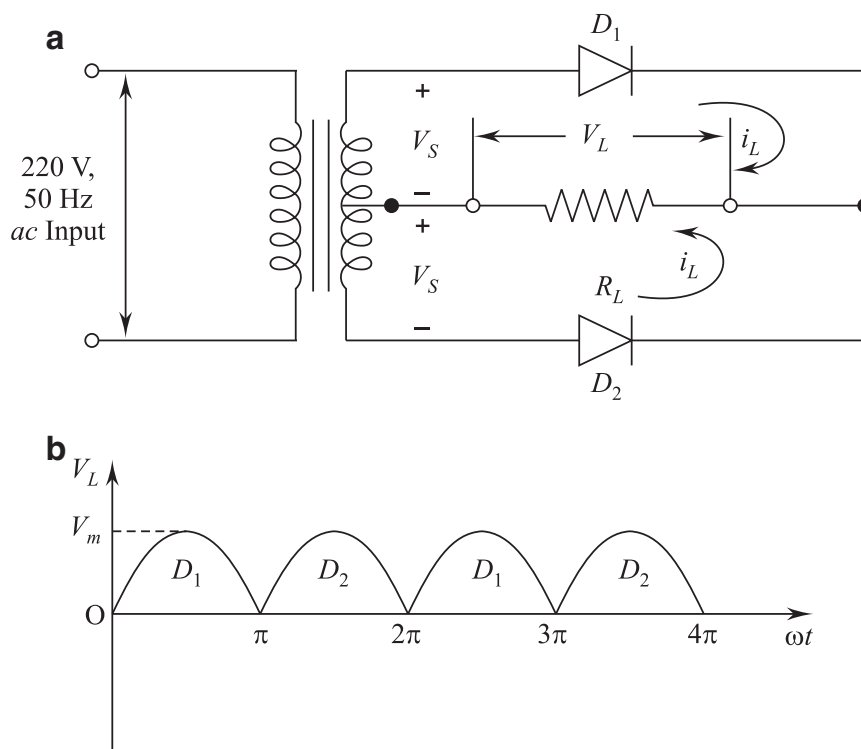 a
D1
+
VS
VL
iL
220 V,
50 Hz
ac Input
–
+
VS
iL
RL
–
D2
b
VL
Vm
D1
D2
D1
D2
O
π
2π
3π
4π
ωt